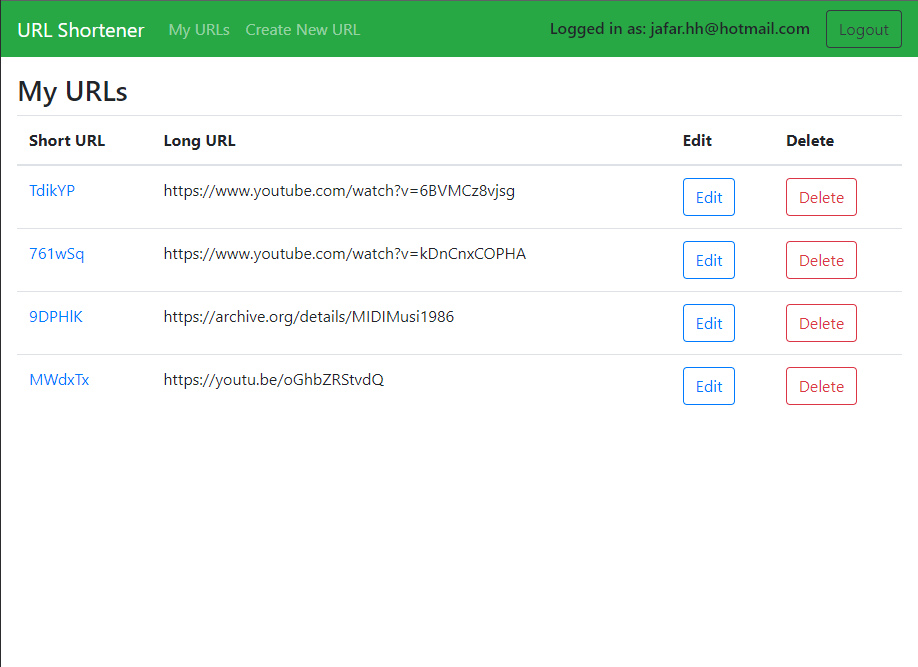 URL Shortener My URLs Create New URL Logged in as: jafar.hh@hotmail.com Logout
My URLs
Short URL Long URL Edit Delete
TdikYP https://www.youtube.com/watch?v=6BVMCz8vjsg Edit Delete
761wSq https://www.youtube.com/watch?v=kDnCnxCOPHA Edit Delete
9DPHlK https://archive.org/details/MIDIMusi1986 Edit Delete
MWdxTx https://youtu.be/oGhbZRStvdQ Edit Delete